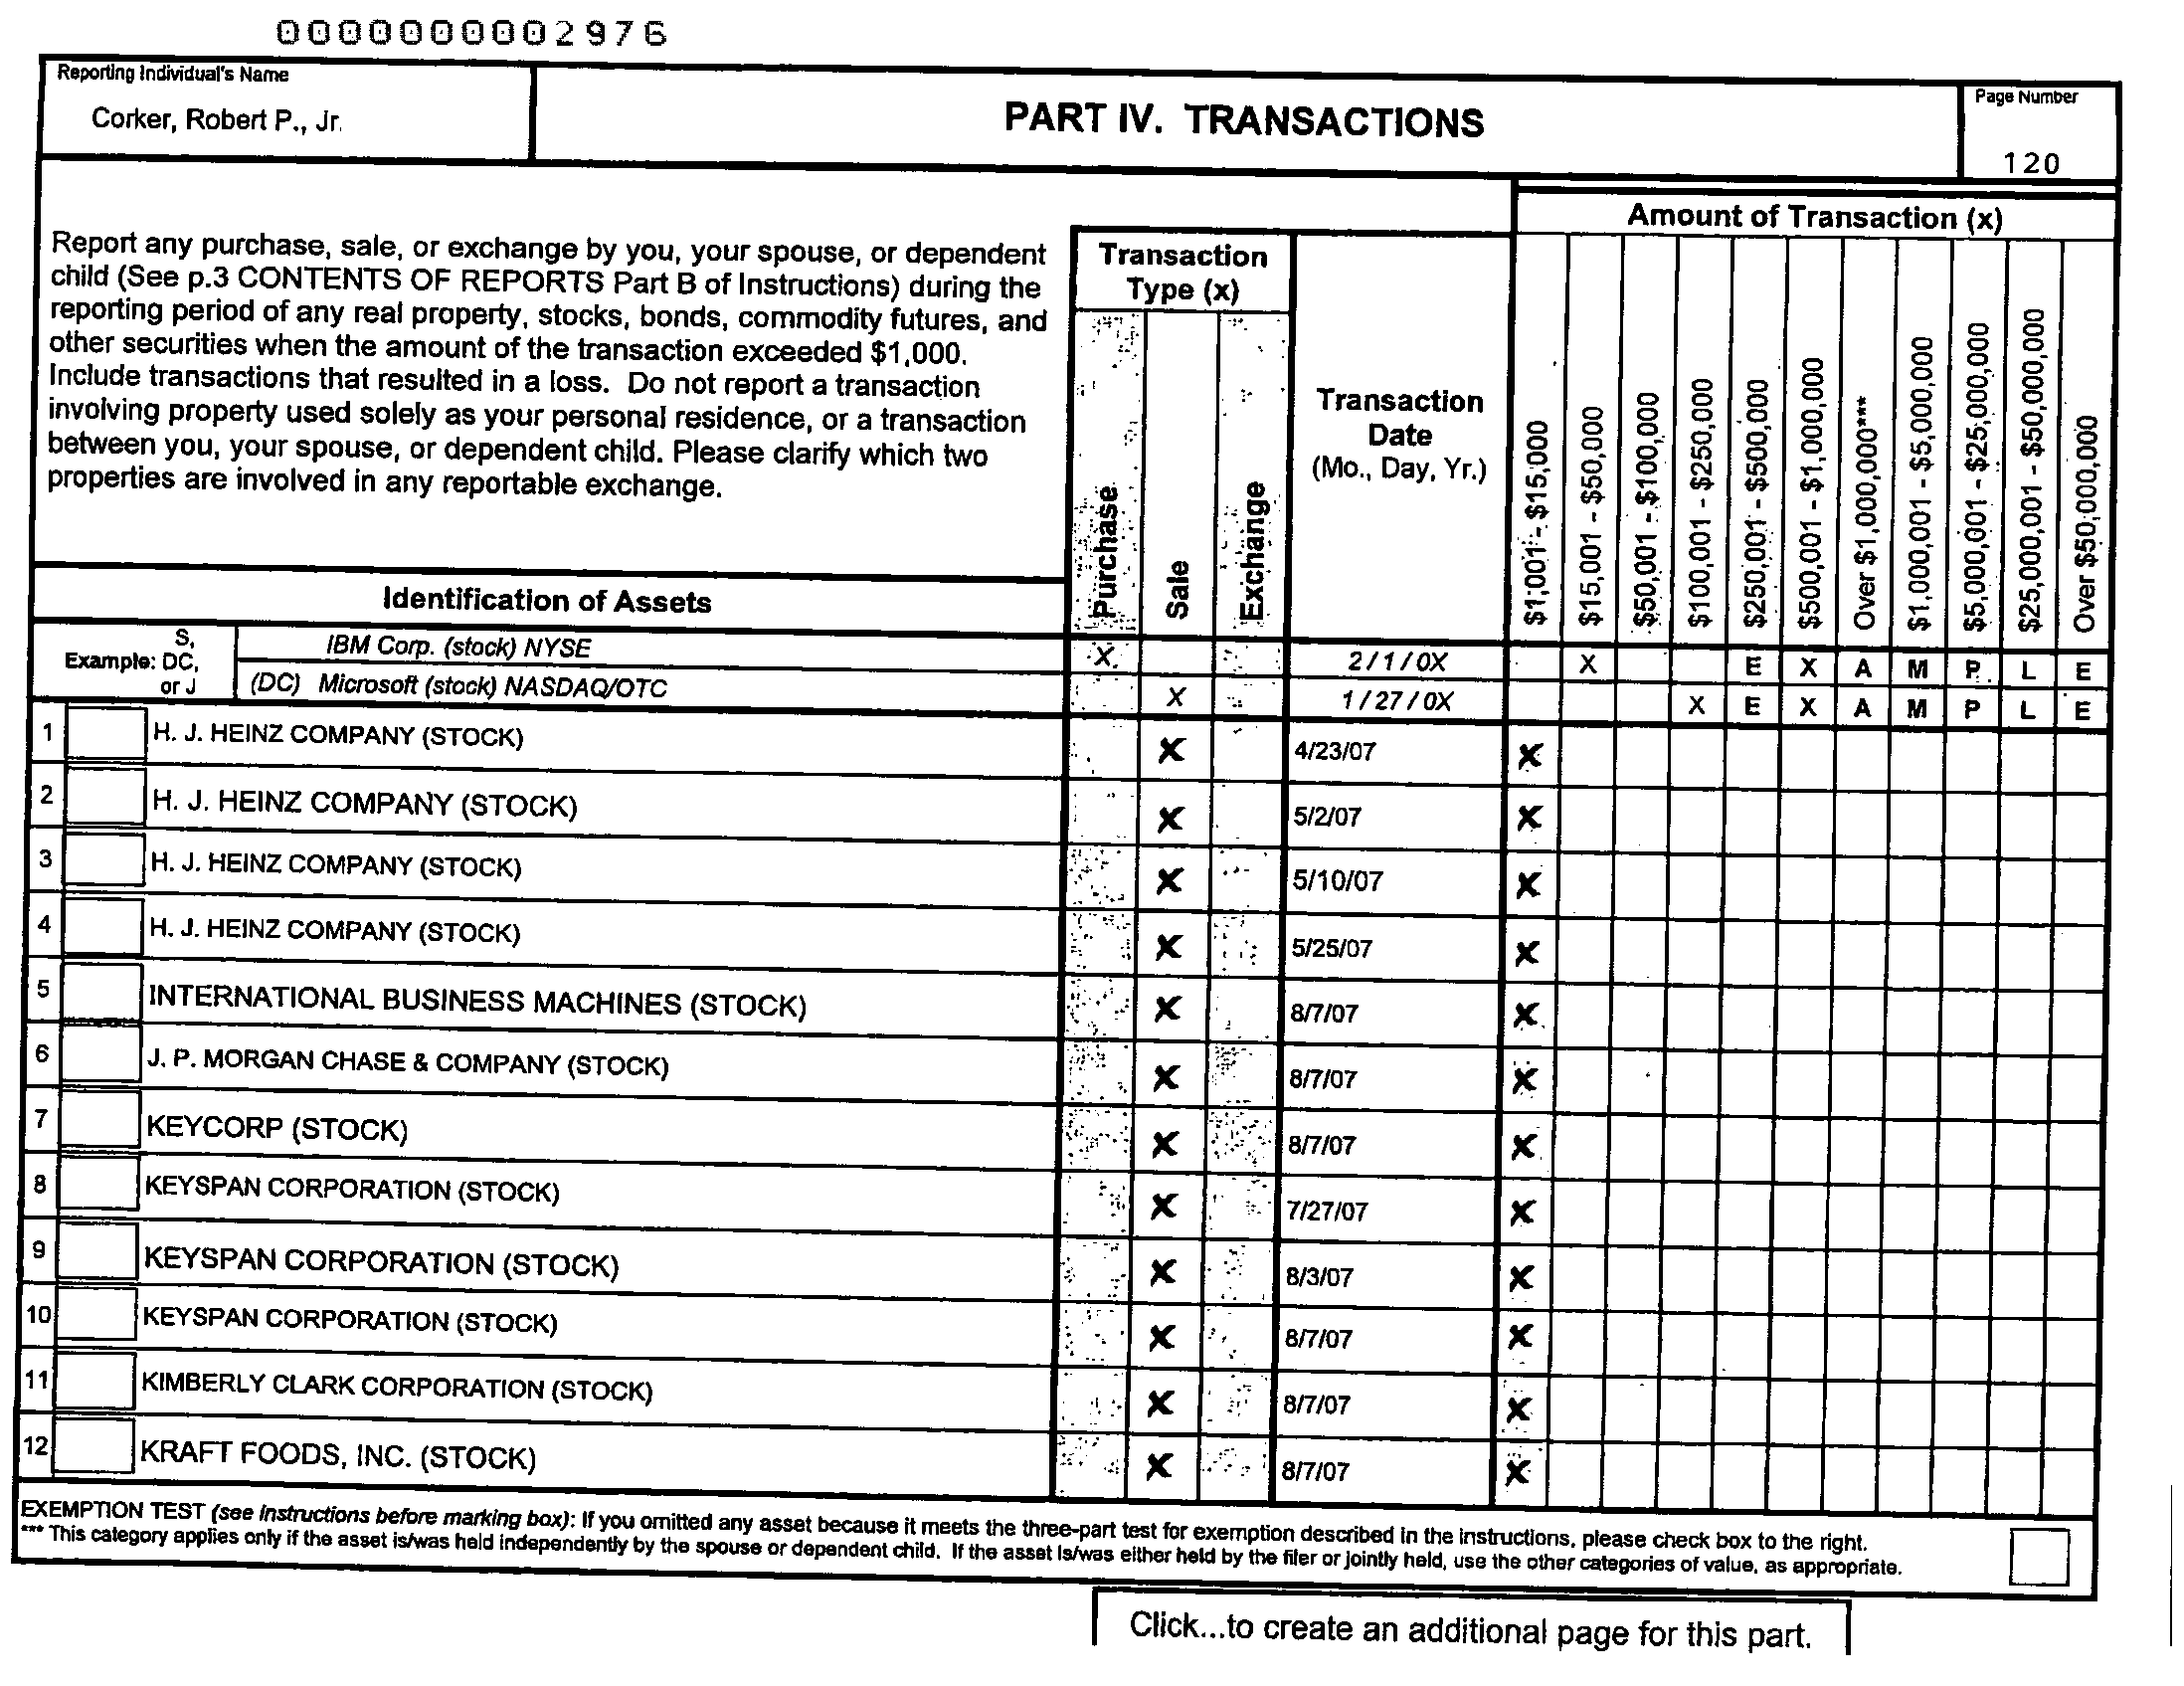 0000000002976
Reporting Individual's Name
Corker, Robert P., Jr.
PART IV. TRANSACTIONS
Page Number
120
Report any purchase, sale, or exchange by you, your spouse, or dependent
child (See p.3 CONTENTS OF REPORTS Part B of Instructions) during the
reporting period of any real property, stocks, bonds, commodity futures, and
other securities when the amount of the transaction exceeded $1,000.
Include transactions that resulted in a loss. Do not report a transaction
involving property used solely as your personal residence, or a transaction
between you, your spouse, or dependent child. Please clarify which two
properties are involved in any reportable exchange.
Identification of Assets
Transaction
Type (x)
Purchase
Sale
Exchange
Transaction
Date
(Mo., Day, Yr.)
Amount of Transaction (x)
$1,001 - $15,000
$15,001 - $50,000
$50,001 - $100,000
$100,001 - $250,000
$250,001 - $500,000
$500,001 - $1,000,000
Over $1,000,000***
$1,000,001 - $5,000,000
$5,000,001 - $25,000,000
$25,000,001 - $50,000,000
Over $50,000,000
Example: S, DC, or J
IBM Corp. (stock) NYSE X 2 / 1 / 0X X E X A M P L E
(DC) Microsoft (stock) NASDAQ/OTC X 1 / 27 / 0X X E X A M P L E
1 H. J. HEINZ COMPANY (STOCK) X 4/23/07 X
2 H. J. HEINZ COMPANY (STOCK) X 5/2/07 X
3 H. J. HEINZ COMPANY (STOCK) X 5/10/07 X
4 H. J. HEINZ COMPANY (STOCK) X 5/25/07 X
5 INTERNATIONAL BUSINESS MACHINES (STOCK) X 8/7/07 X
6 J. P. MORGAN CHASE & COMPANY (STOCK) X 8/7/07 X
7 KEYCORP (STOCK) X 8/7/07 X
8 KEYSPAN CORPORATION (STOCK) X 7/27/07 X
9 KEYSPAN CORPORATION (STOCK) X 8/3/07 X
10 KEYSPAN CORPORATION (STOCK) X 8/7/07 X
11 KIMBERLY CLARK CORPORATION (STOCK) X 8/7/07 X
12 KRAFT FOODS, INC. (STOCK) X 8/7/07 X
EXEMPTION TEST (see instructions before marking box): If you omitted any asset because it meets the three-part test for exemption described in the instructions, please check box to the right.
*** This category applies only if the asset is/was held independently by the spouse or dependent child. If the asset is/was either held by the filer or jointly held, use the other categories of value, as appropriate.
Click...to create an additional page for this part.